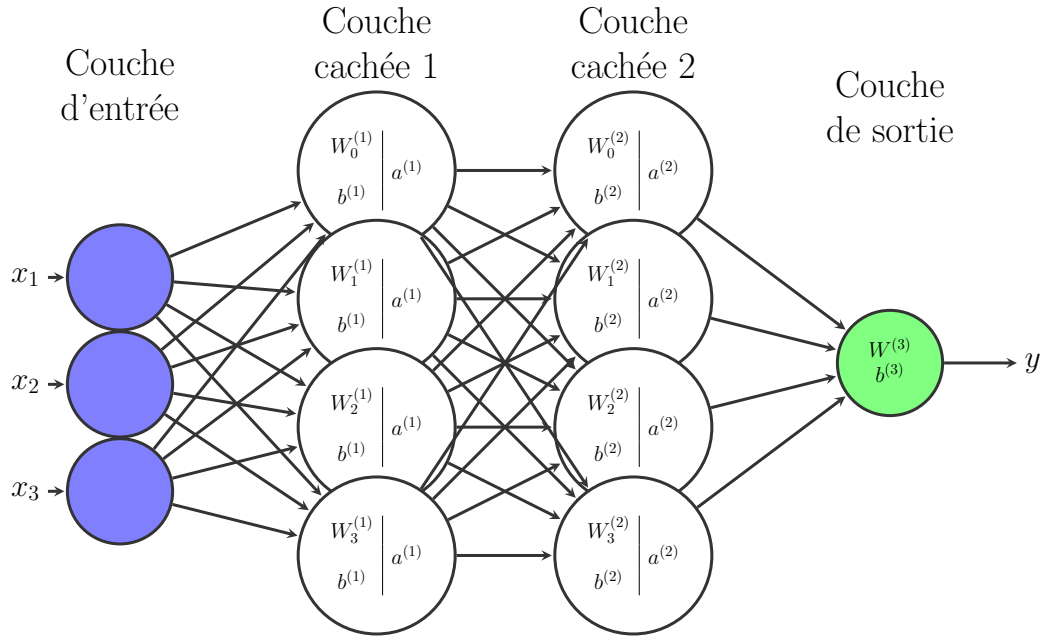 Couche
d'entrée
Couche
cachée 1
Couche
cachée 2
Couche
de sortie
x₁
x₂
x₃
W₀⁽¹⁾
b⁽¹⁾
a⁽¹⁾
W₁⁽¹⁾
b⁽¹⁾
a⁽¹⁾
W₂⁽¹⁾
b⁽¹⁾
a⁽¹⁾
W₃⁽¹⁾
b⁽¹⁾
a⁽¹⁾
W₀⁽²⁾
b⁽²⁾
a⁽²⁾
W₁⁽²⁾
b⁽²⁾
a⁽²⁾
W₂⁽²⁾
b⁽²⁾
a⁽²⁾
W₃⁽²⁾
b⁽²⁾
a⁽²⁾
W⁽³⁾
b⁽³⁾
y